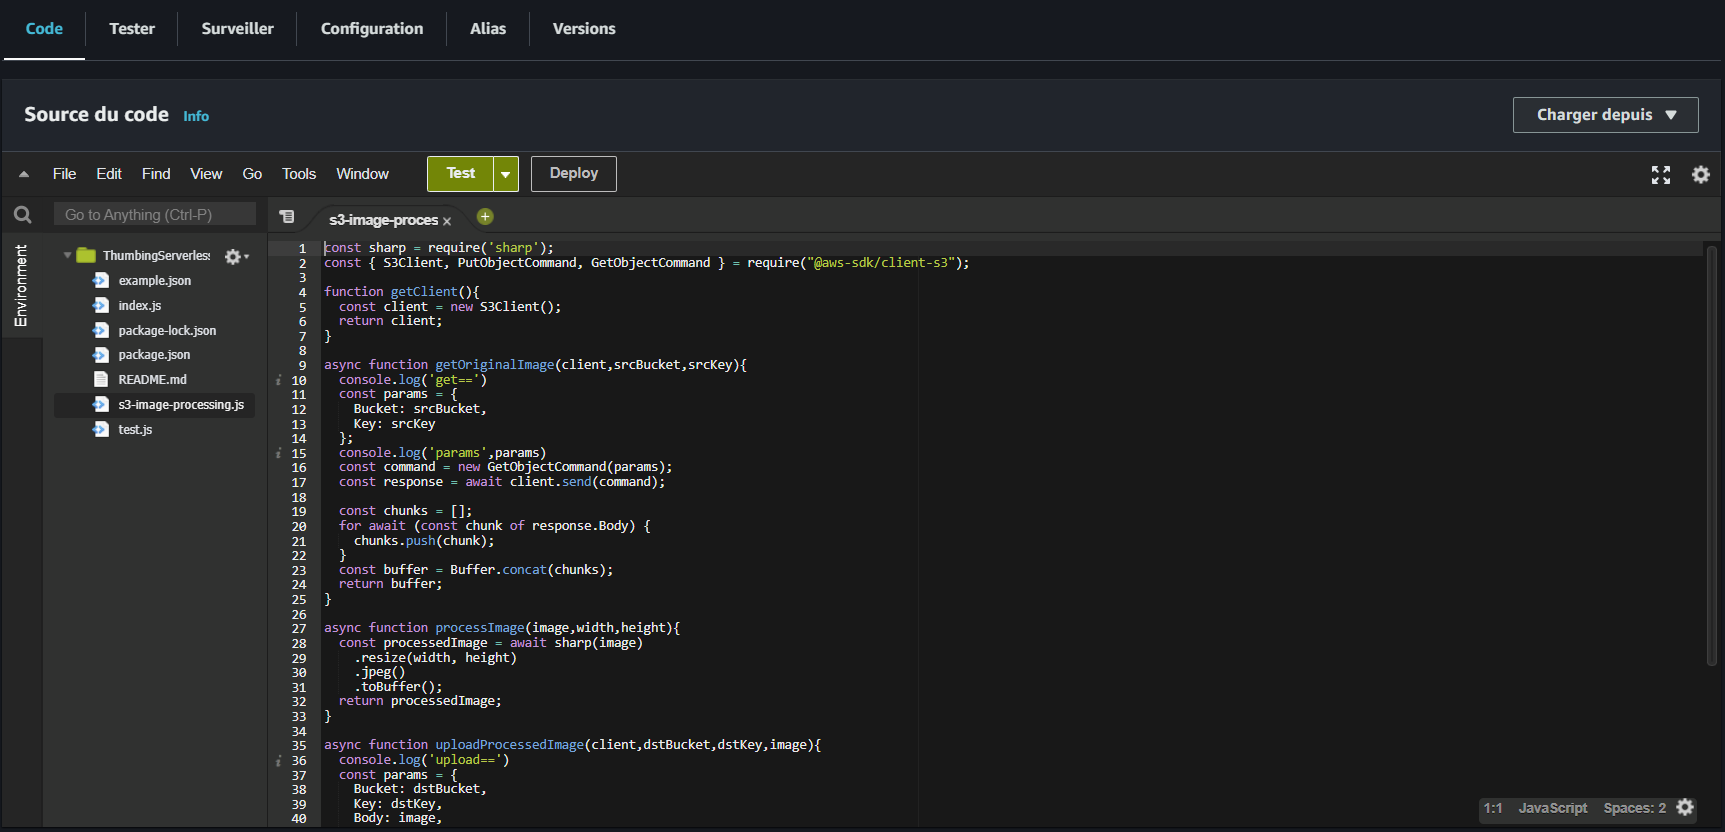 Code Tester Surveiller Configuration Alias Versions
Source du code Info Charger depuis
File Edit Find View Go Tools Window Test Deploy
Go to Anything (Ctrl-P) s3-image-proces
Environment
ThumbingServerless
example.json
index.js
package-lock.json
package.json
README.md
s3-image-processing.js
test.js
1 const sharp = require('sharp');
2 const { S3Client, PutObjectCommand, GetObjectCommand } = require("@aws-sdk/client-s3");
3
4 function getClient(){
5   const client = new S3Client();
6   return client;
7 }
8
9 async function getOriginalImage(client,srcBucket,srcKey){
10   console.log('get==')
11   const params = {
12     Bucket: srcBucket,
13     Key: srcKey
14   };
15   console.log('params',params)
16   const command = new GetObjectCommand(params);
17   const response = await client.send(command);
18
19   const chunks = [];
20   for await (const chunk of response.Body) {
21     chunks.push(chunk);
22   }
23   const buffer = Buffer.concat(chunks);
24   return buffer;
25 }
26
27 async function processImage(image,width,height){
28   const processedImage = await sharp(image)
29     .resize(width, height)
30     .jpeg()
31     .toBuffer();
32   return processedImage;
33 }
34
35 async function uploadProcessedImage(client,dstBucket,dstKey,image){
36   console.log('upload==')
37   const params = {
38     Bucket: dstBucket,
39     Key: dstKey,
40     Body: image,
1:1 JavaScript Spaces: 2